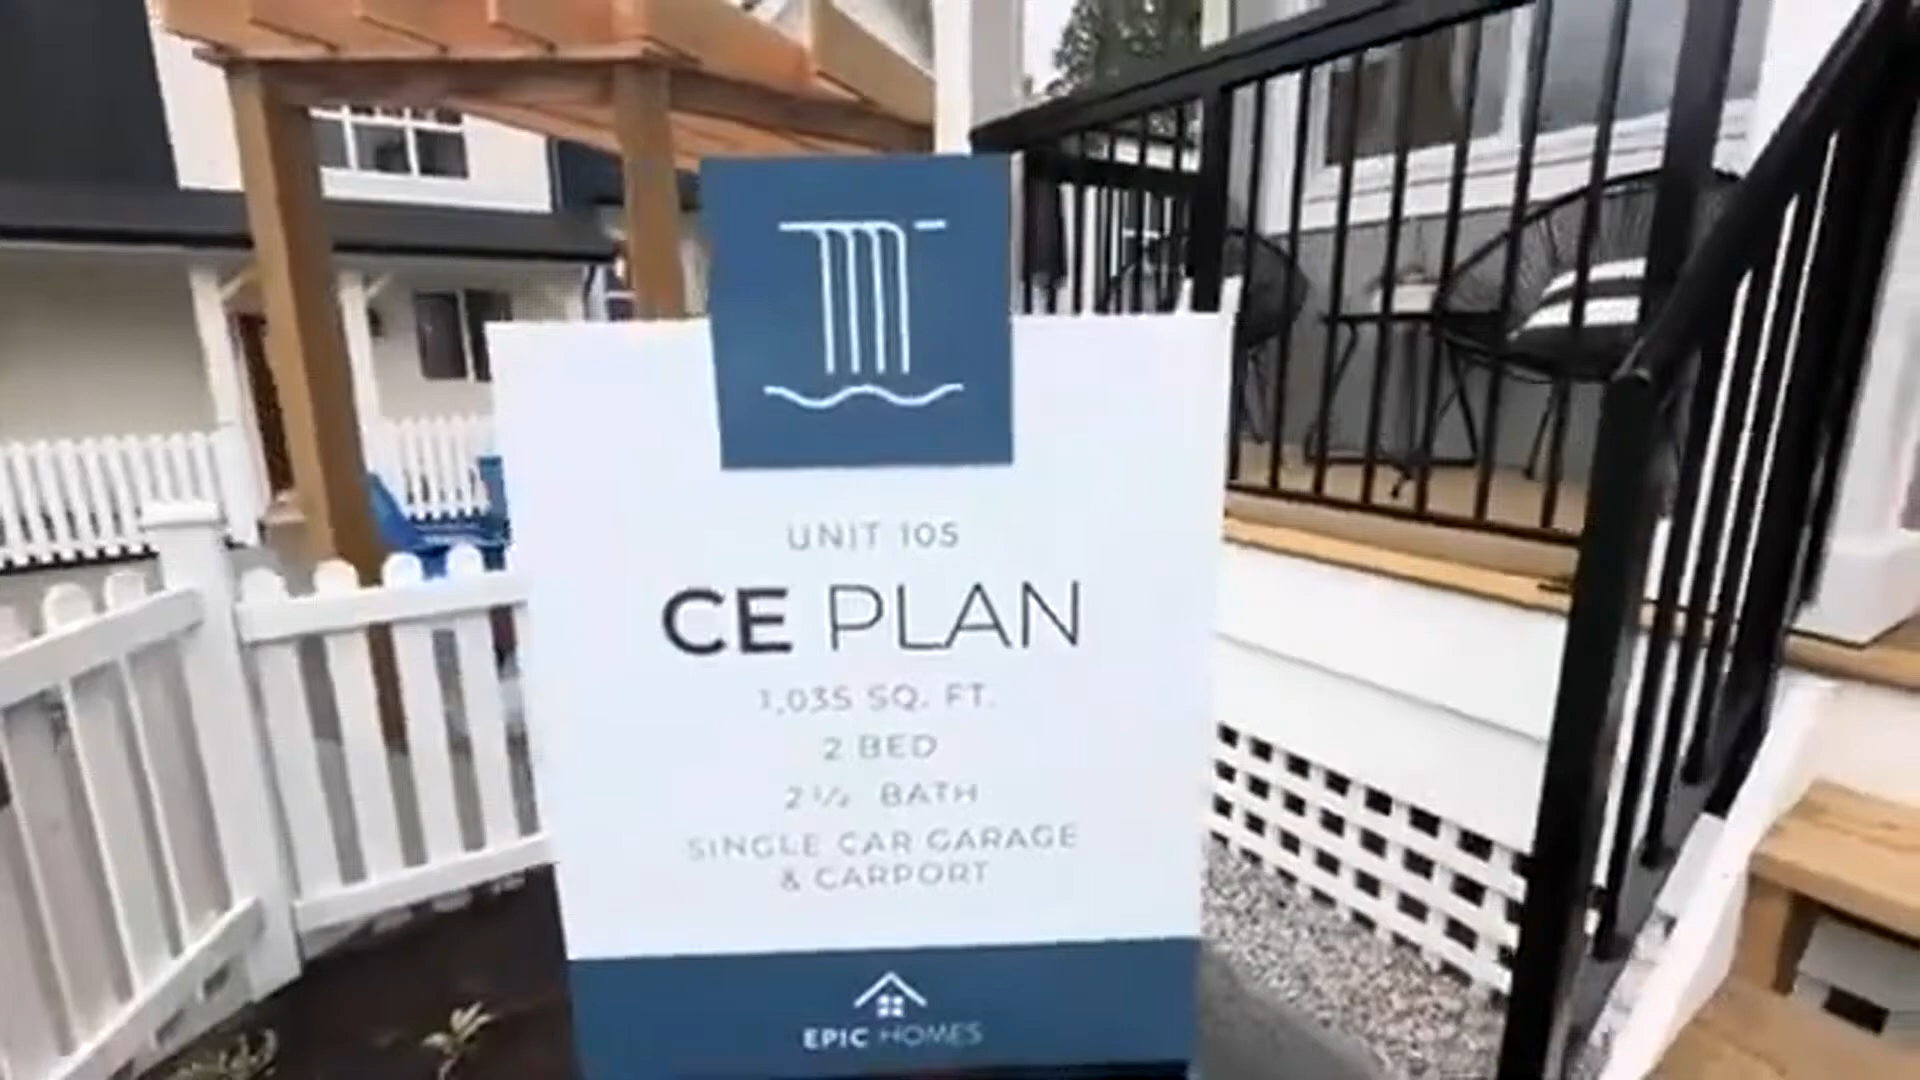 UNIT 105
CE PLAN
1,035 SQ. FT.
2 BED
2 ½ BATH
SINGLE CAR GARAGE
& CARPORT
EPIC HOMES